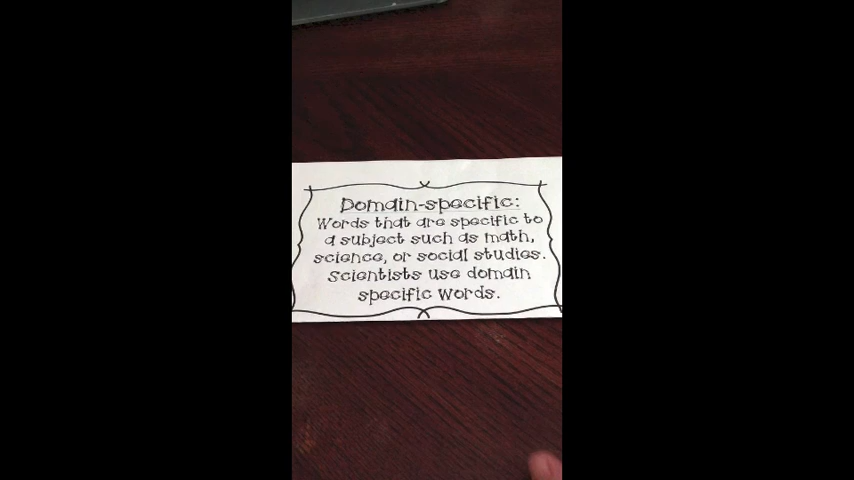 Domain-specific:
Words that are specific to
a subject such as math,
science, or social studies.
Scientists use domain
specific words.